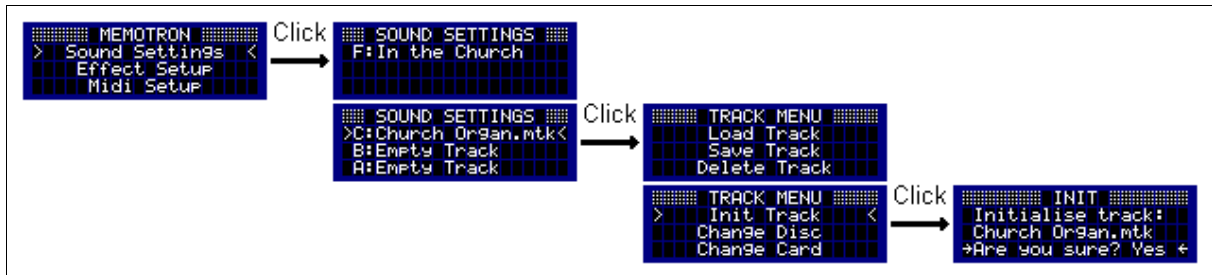 MEMOTRON
> Sound Settings <
Effect Setup
Midi Setup
Click
SOUND SETTINGS
F:In the Church
SOUND SETTINGS
>C:Church Organ.mtk<
B:Empty Track
A:Empty Track
Click
TRACK MENU
Load Track
Save Track
Delete Track
TRACK MENU
> Init Track <
Change Disc
Change Card
Click
INIT
Initialise track:
Church Organ.mtk
→Are you sure? Yes ←